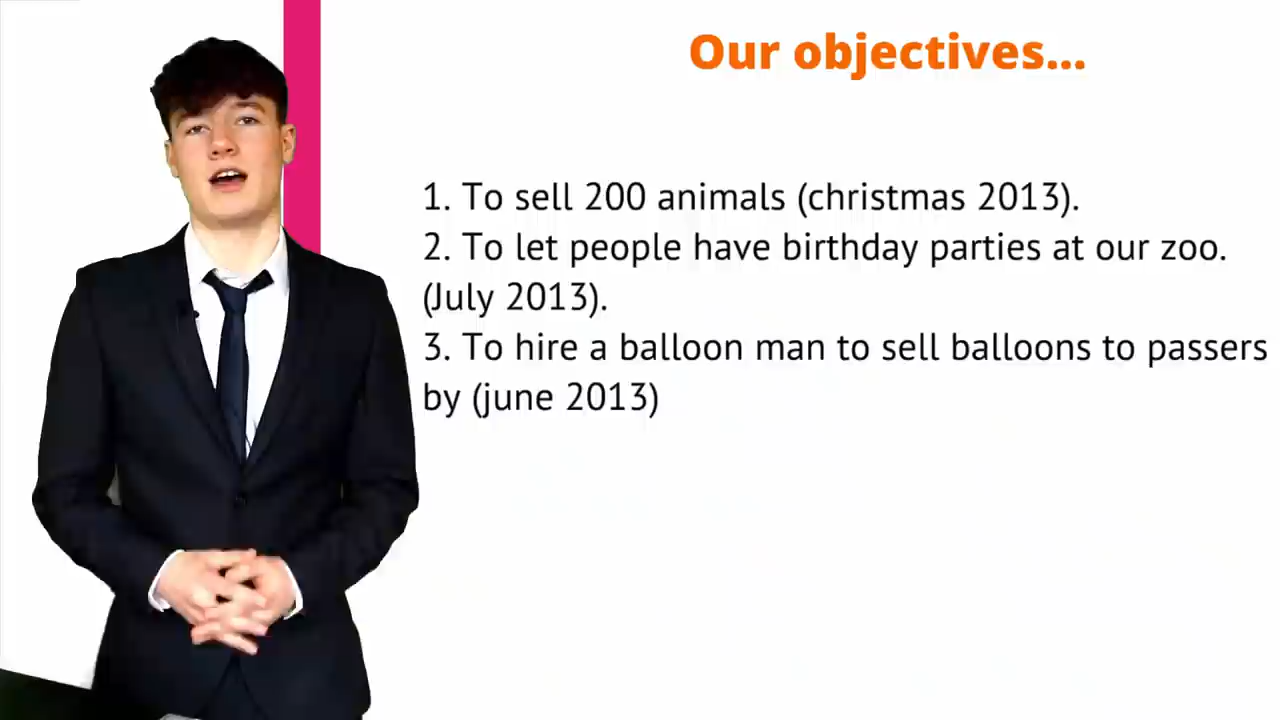 Our objectives...
1. To sell 200 animals (christmas 2013).
2. To let people have birthday parties at our zoo.
(July 2013).
3. To hire a balloon man to sell balloons to passers
by (june 2013)